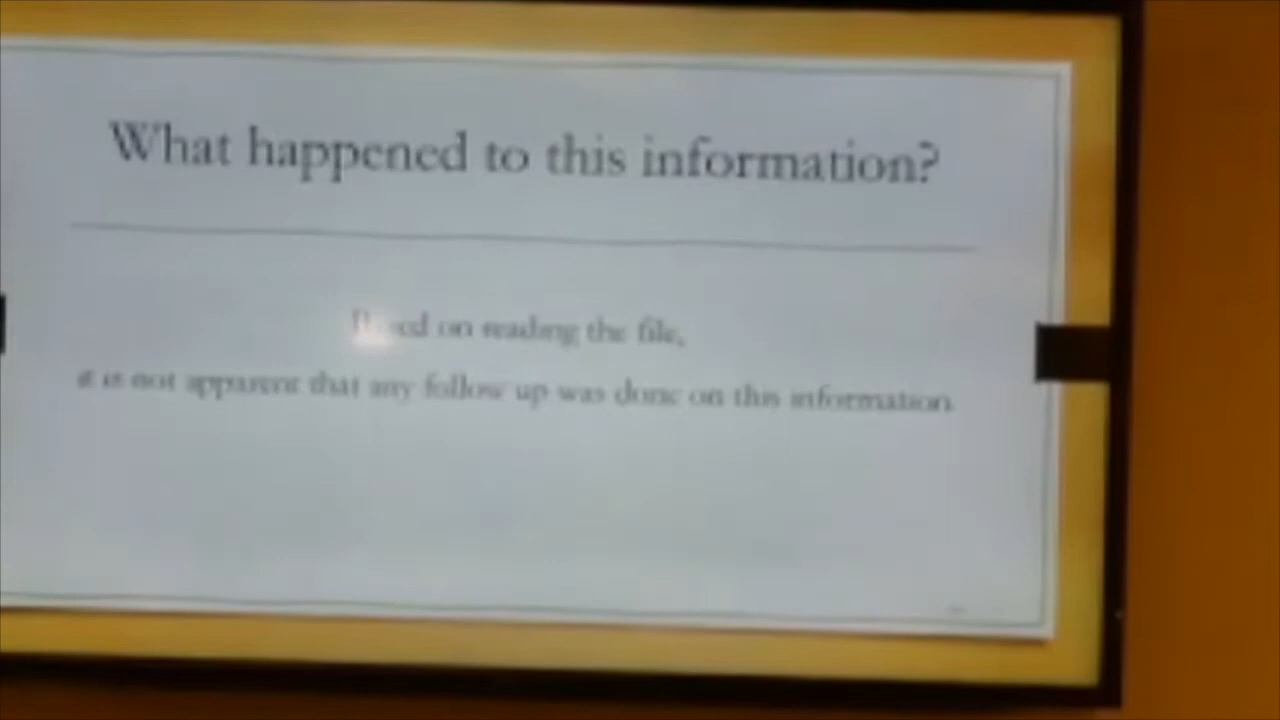 What happened to this information?
on reading the file,
it is not apparent that any follow up was done on this information.